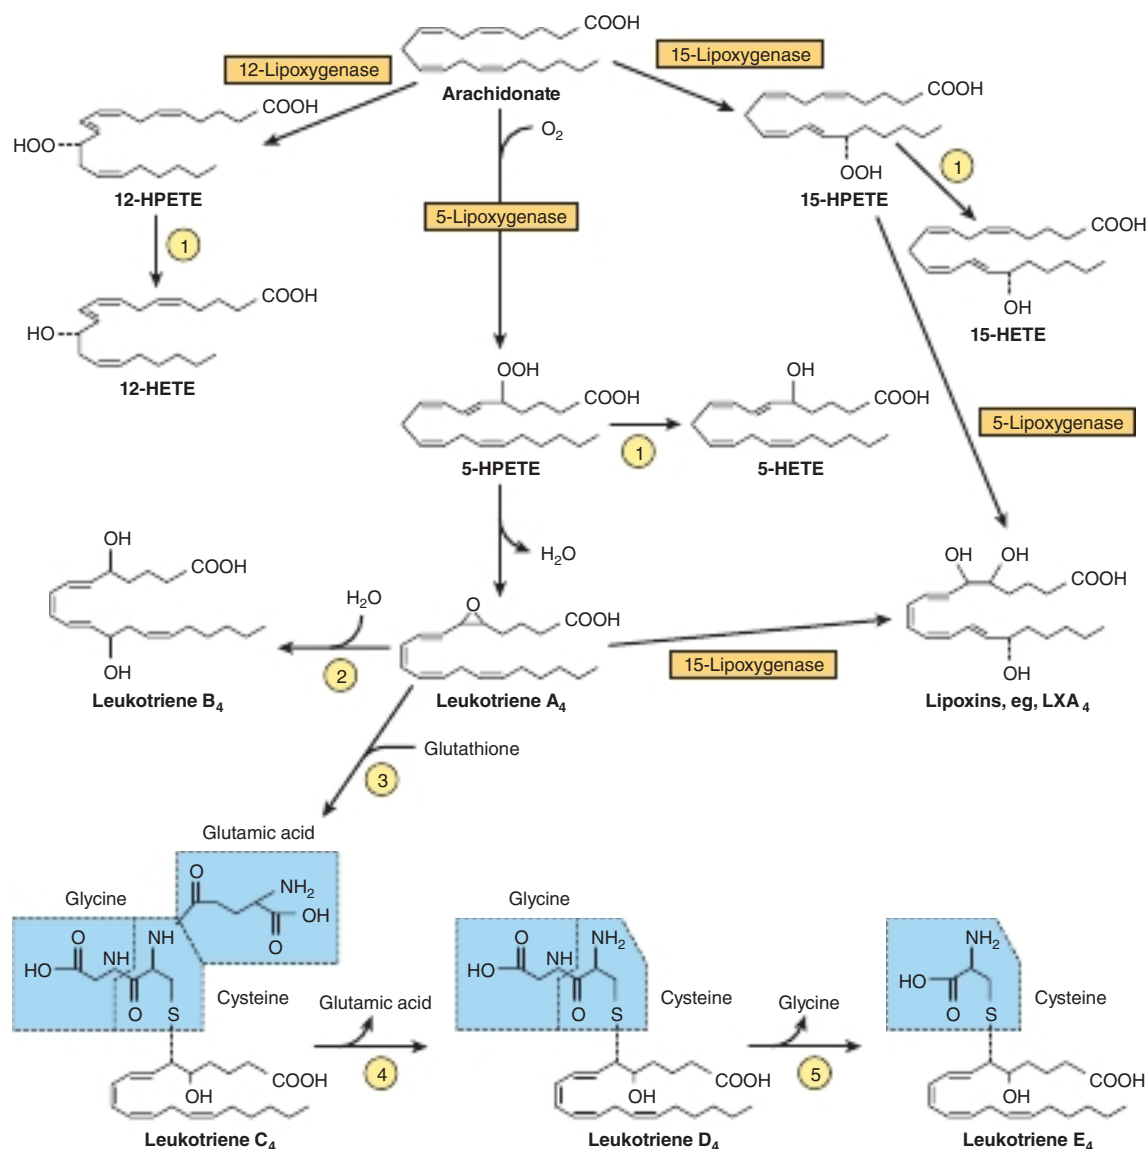 COOH
12-Lipoxygenase
15-Lipoxygenase
Arachidonate
COOH
COOH
HOO
O₂
OOH
1
12-HPETE
15-HPETE
5-Lipoxygenase
COOH
1
COOH
HO
OH
12-HETE
15-HETE
OOH
OH
COOH
COOH
5-Lipoxygenase
1
5-HPETE
5-HETE
OH
COOH
H₂O
OH
OH
COOH
H₂O
O
COOH
OH
2
15-Lipoxygenase
OH
Leukotriene B₄
Leukotriene A₄
Lipoxins, eg, LXA₄
Glutathione
3
Glutamic acid
O
NH₂
Glycine
OH
O
O
NH
HO
NH
O
Cysteine
S
Glutamic acid
4
COOH
OH
Leukotriene C₄
O
NH₂
HO
NH
O
Cysteine
S
Glycine
5
COOH
OH
Leukotriene D₄
NH₂
HO
O
Cysteine
S
COOH
OH
Leukotriene E₄